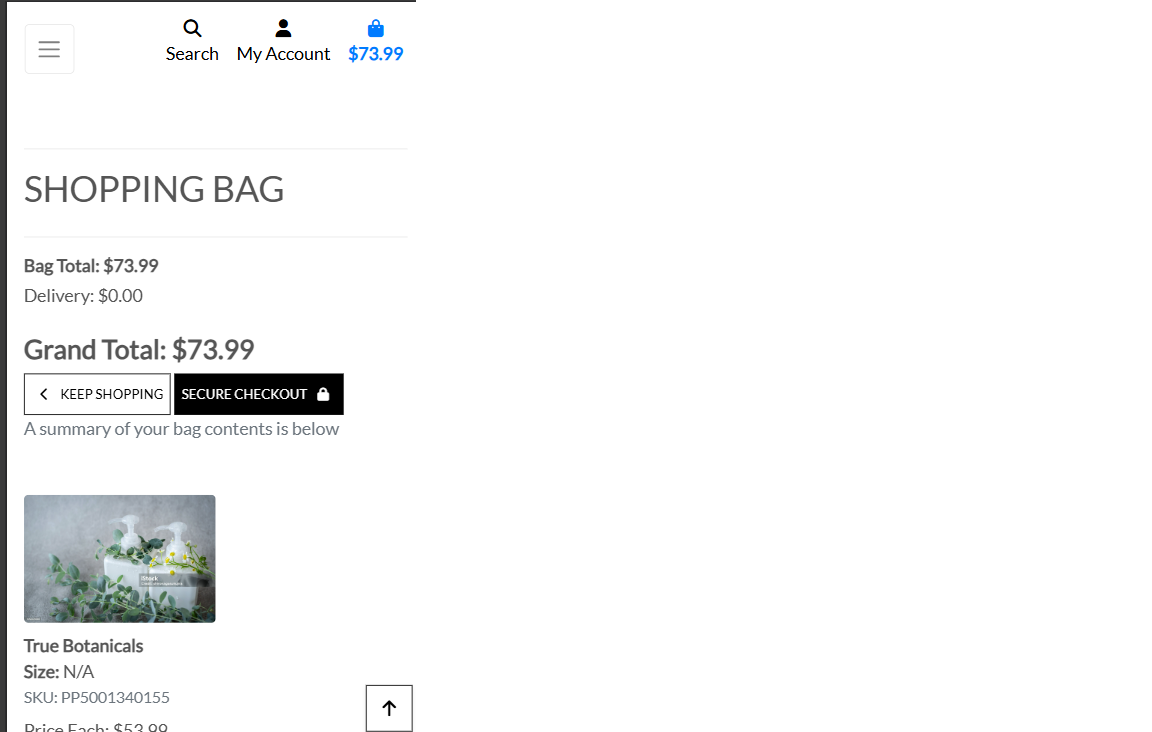 Search My Account $73.99
SHOPPING BAG
Bag Total: $73.99
Delivery: $0.00
Grand Total: $73.99
KEEP SHOPPING SECURE CHECKOUT
A summary of your bag contents is below
iStock
True Botanicals
Size: N/A
SKU: PP5001340155
Price Each: $53.99